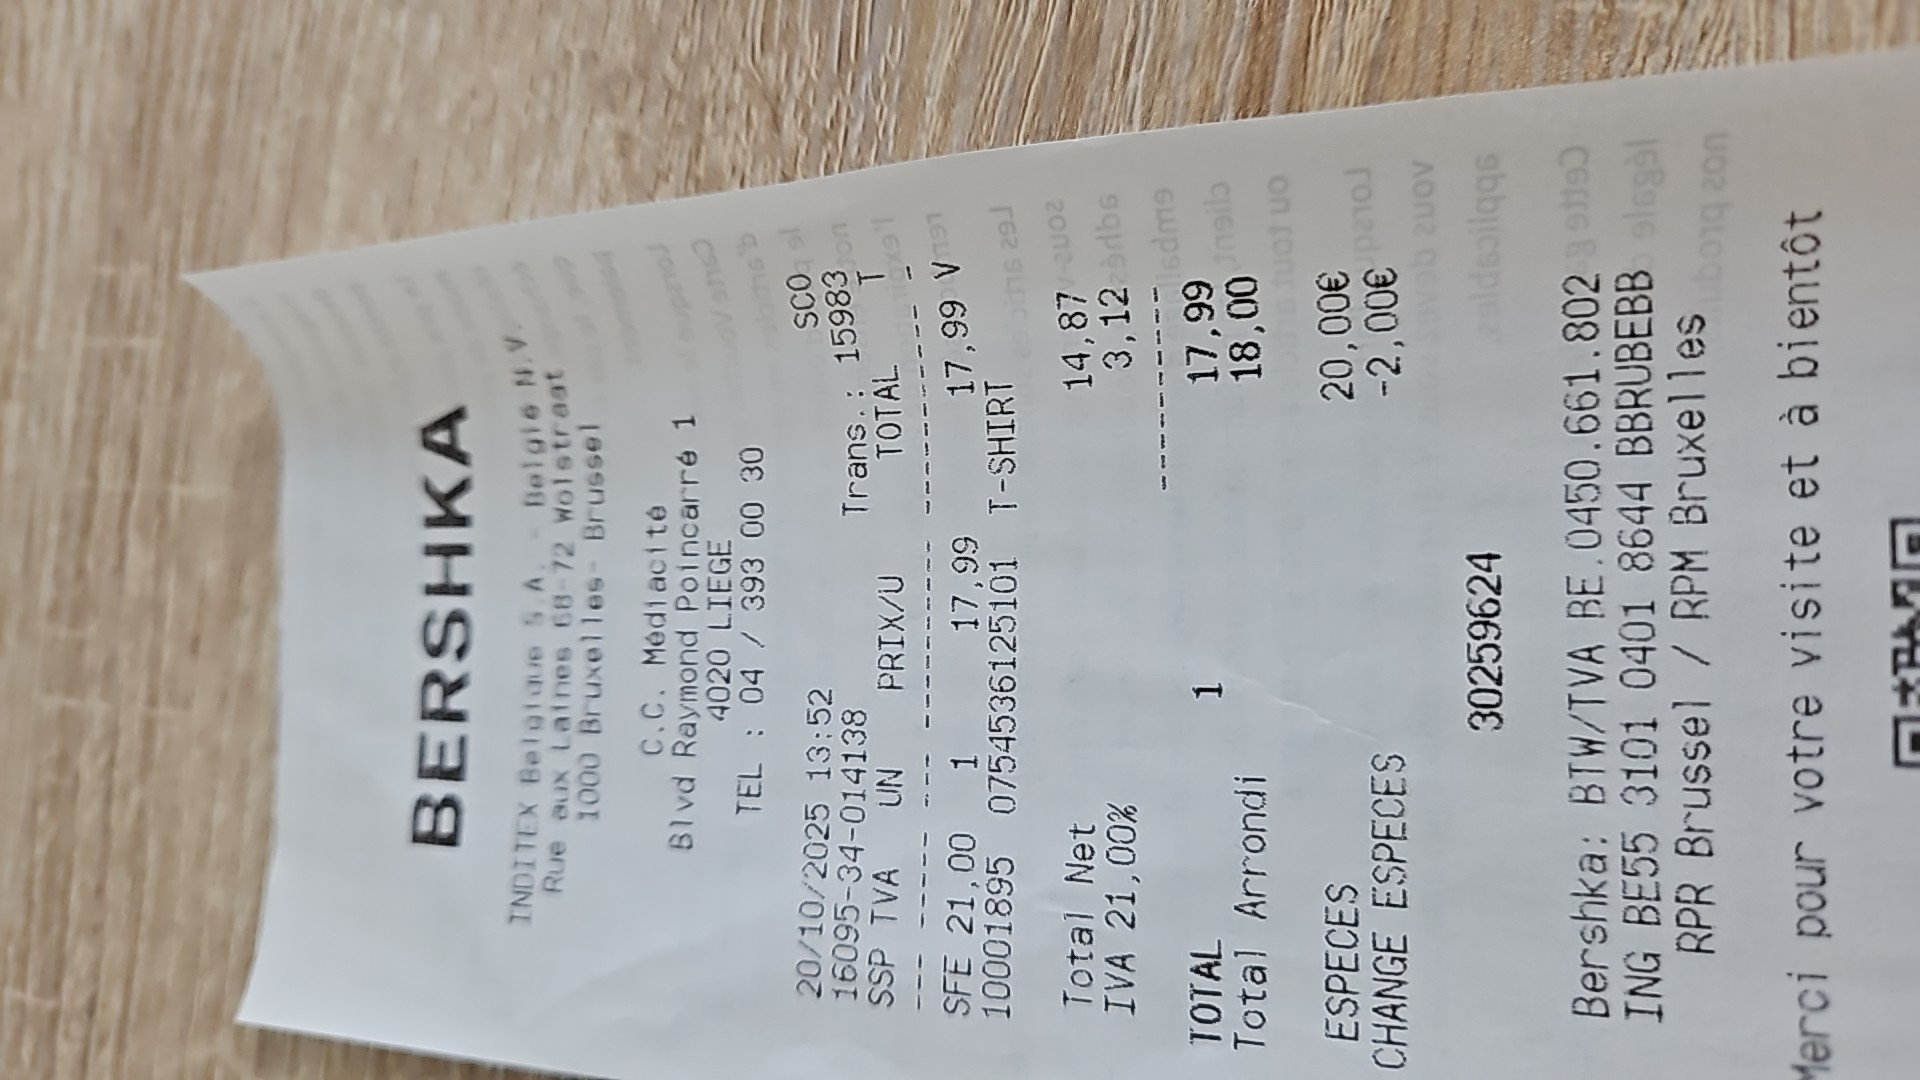 BERSHKA
INDITEX Belgique S.A. - België N.V.
Rue aux Laines 68-72 Wolstraat
1000 Bruxelles- Brussel
C.C. Médiacité
Blvd Raymond Poincarré 1
4020 LIEGE
TEL : 04 / 393 00 30
20/10/2025 13:52 SCO
16095-34-014138 Trans.: 15983
SSP TVA UN PRIX/U TOTAL T
--- ----- --- ---------- ---------- -
SFE 21,00 1 17,99 17,99 V
10001895 0754536125101 T-SHIRT
Total Net 14,87
IVA 21,00% 3,12
-----------
TOTAL 1 17,99
Total Arrondi 18,00
ESPECES 20,00€
CHANGE ESPECES -2,00€
30259624
Bershka: BTW/TVA BE.0450.661.802
ING BE55 3101 0401 8644 BBRUBEBB
RPR Brussel / RPM Bruxelles
Merci pour votre visite et à bientôt